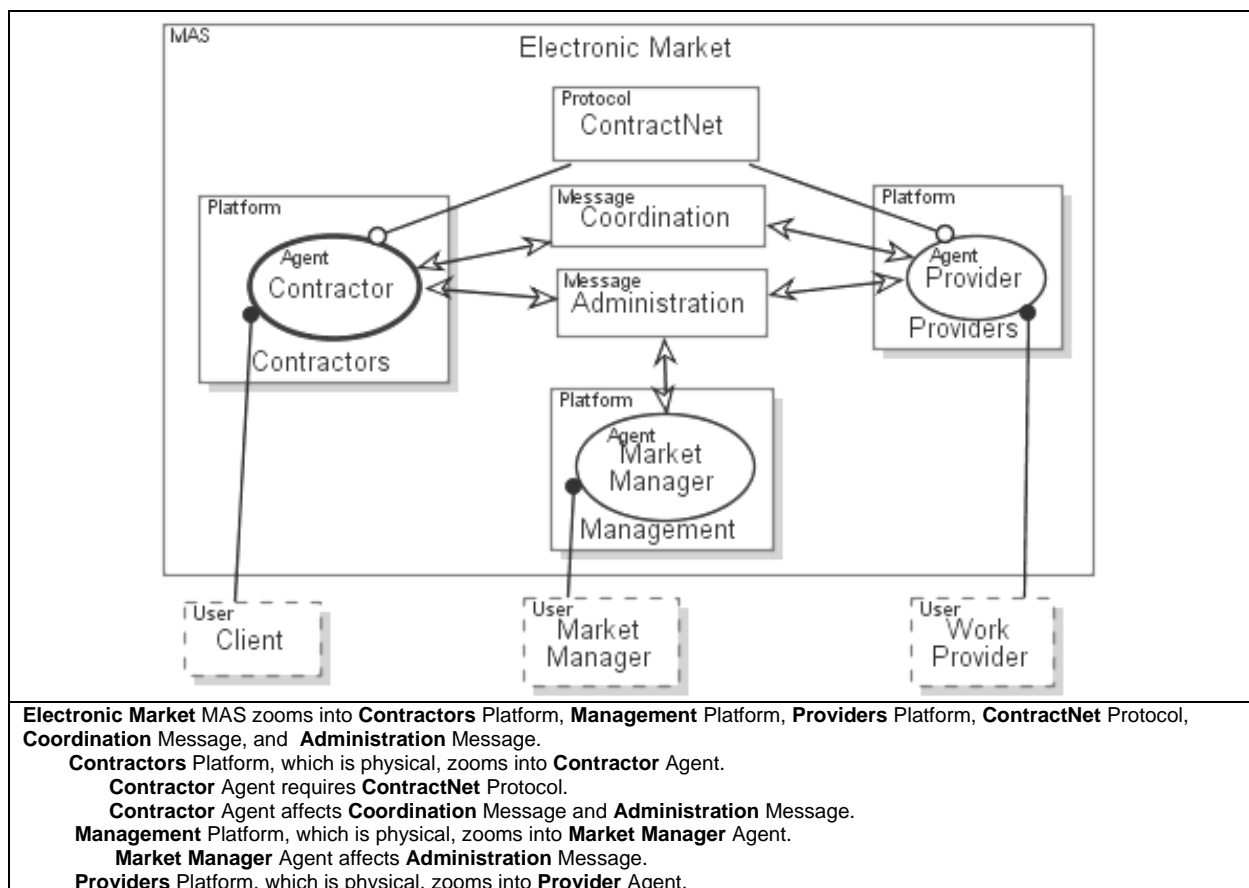 MAS
Electronic Market
Protocol
ContractNet
Platform
Message
Coordination
Platform
Agent
Contractor
Contractors
Message
Administration
Agent
Provider
Providers
Platform
Agent
Market
Manager
Management
User
Client
User
Market
Manager
User
Work
Provider
Electronic Market MAS zooms into Contractors Platform, Management Platform, Providers Platform, ContractNet Protocol,
Coordination Message, and Administration Message.
Contractors Platform, which is physical, zooms into Contractor Agent.
Contractor Agent requires ContractNet Protocol.
Contractor Agent affects Coordination Message and Administration Message.
Management Platform, which is physical, zooms into Market Manager Agent.
Market Manager Agent affects Administration Message.
Providers Platform, which is physical, zooms into Provider Agent.